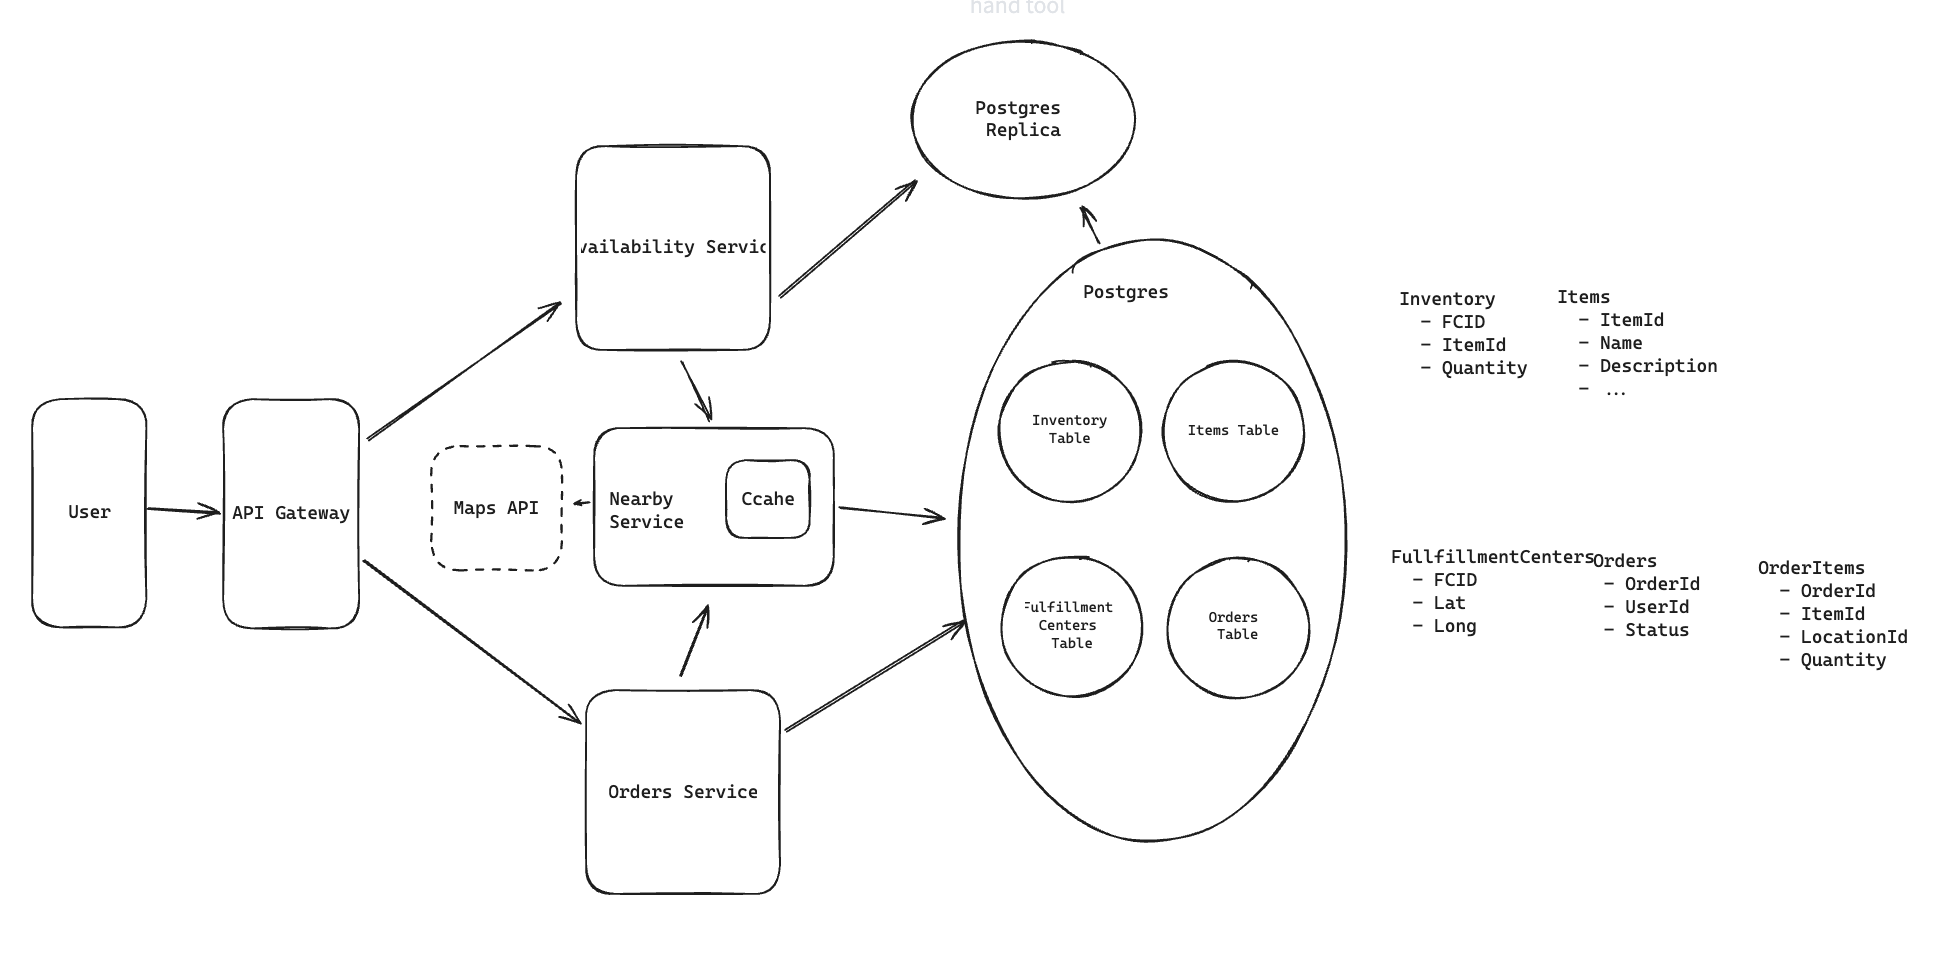 hand tool
Postgres
Replica
vailability Servic
Postgres
Inventory
- FCID
- ItemId
- Quantity
Items
- ItemId
- Name
- Description
- ...
Inventory
Table
Items Table
User
API Gateway
Maps API
Nearby
Service
Ccahe
FullfillmentCenters
- FCID
- Lat
- Long
Orders
- OrderId
- UserId
- Status
OrderItems
- OrderId
- ItemId
- LocationId
- Quantity
Fulfillment
Centers
Table
Orders
Table
Orders Service